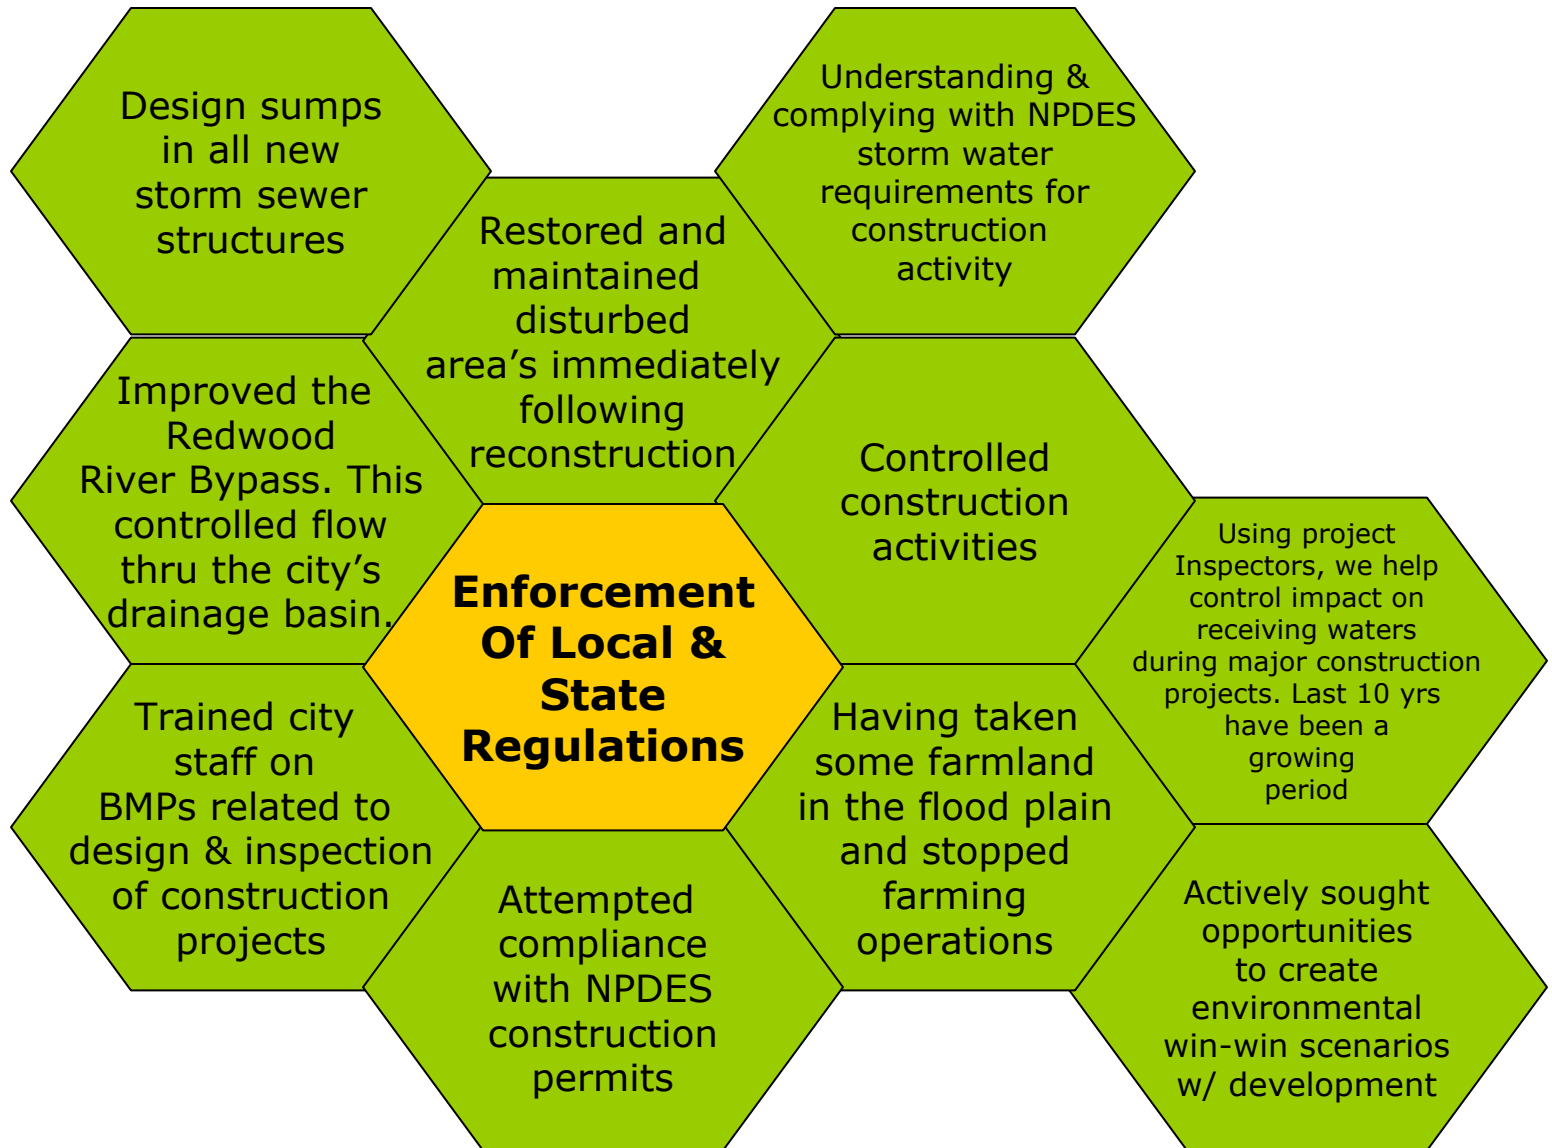 Design sumps
in all new
storm sewer
structures
Understanding &
complying with NPDES
storm water
requirements for
construction
activity
Restored and
maintained
disturbed
area’s immediately
following
reconstruction
Improved the
Redwood
River Bypass. This
controlled flow
thru the city’s
drainage basin.
Controlled
construction
activities
Using project
Inspectors, we help
control impact on
receiving waters
during major construction
projects. Last 10 yrs
have been a
growing
period
Enforcement
Of Local &
State
Regulations
Trained city
staff on
BMPs related to
design & inspection
of construction
projects
Having taken
some farmland
in the flood plain
and stopped
farming
operations
Attempted
compliance
with NPDES
construction
permits
Actively sought
opportunities
to create
environmental
win-win scenarios
w/ development